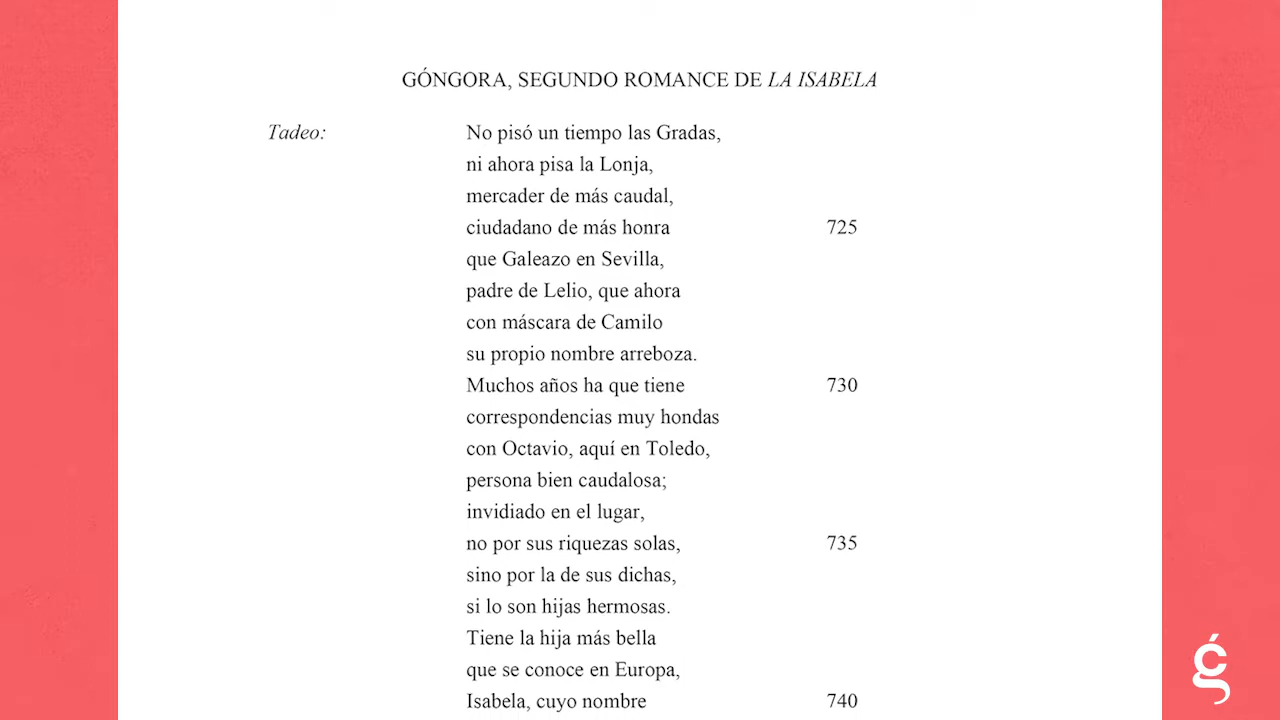 GÓNGORA, SEGUNDO ROMANCE DE LA ISABELA
Tadeo: No pisó un tiempo las Gradas,
ni ahora pisa la Lonja,
mercader de más caudal,
ciudadano de más honra 725
que Galeazo en Sevilla,
padre de Lelio, que ahora
con máscara de Camilo
su propio nombre arreboza.
Muchos años ha que tiene 730
correspondencias muy hondas
con Octavio, aquí en Toledo,
persona bien caudalosa;
invidiado en el lugar,
no por sus riquezas solas, 735
sino por la de sus dichas,
si lo son hijas hermosas.
Tiene la hija más bella
que se conoce en Europa,
Isabela, cuyo nombre 740